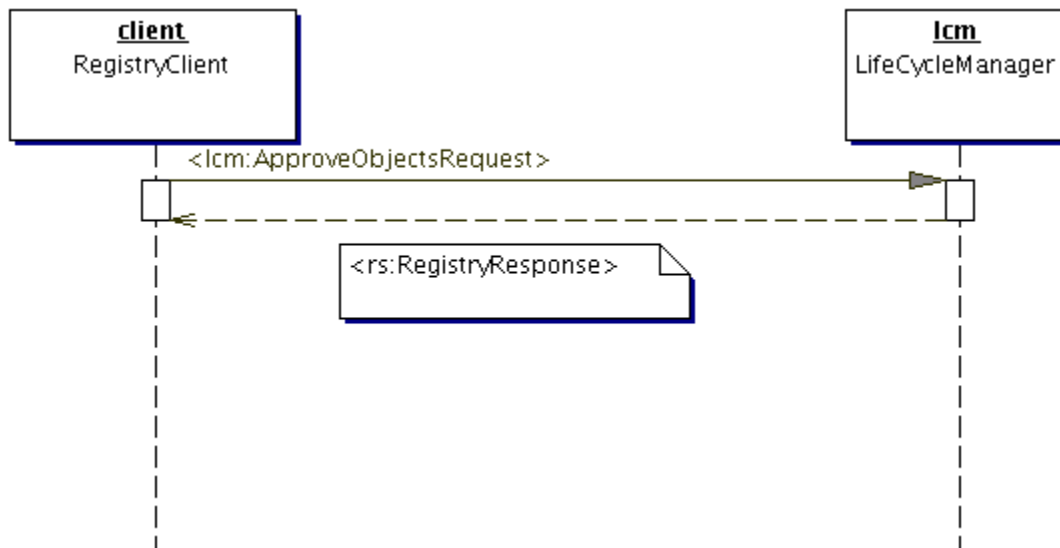 client
RegistryClient
lcm
LifeCycleManager
<lcm:ApproveObjectsRequest>
<rs:RegistryResponse>